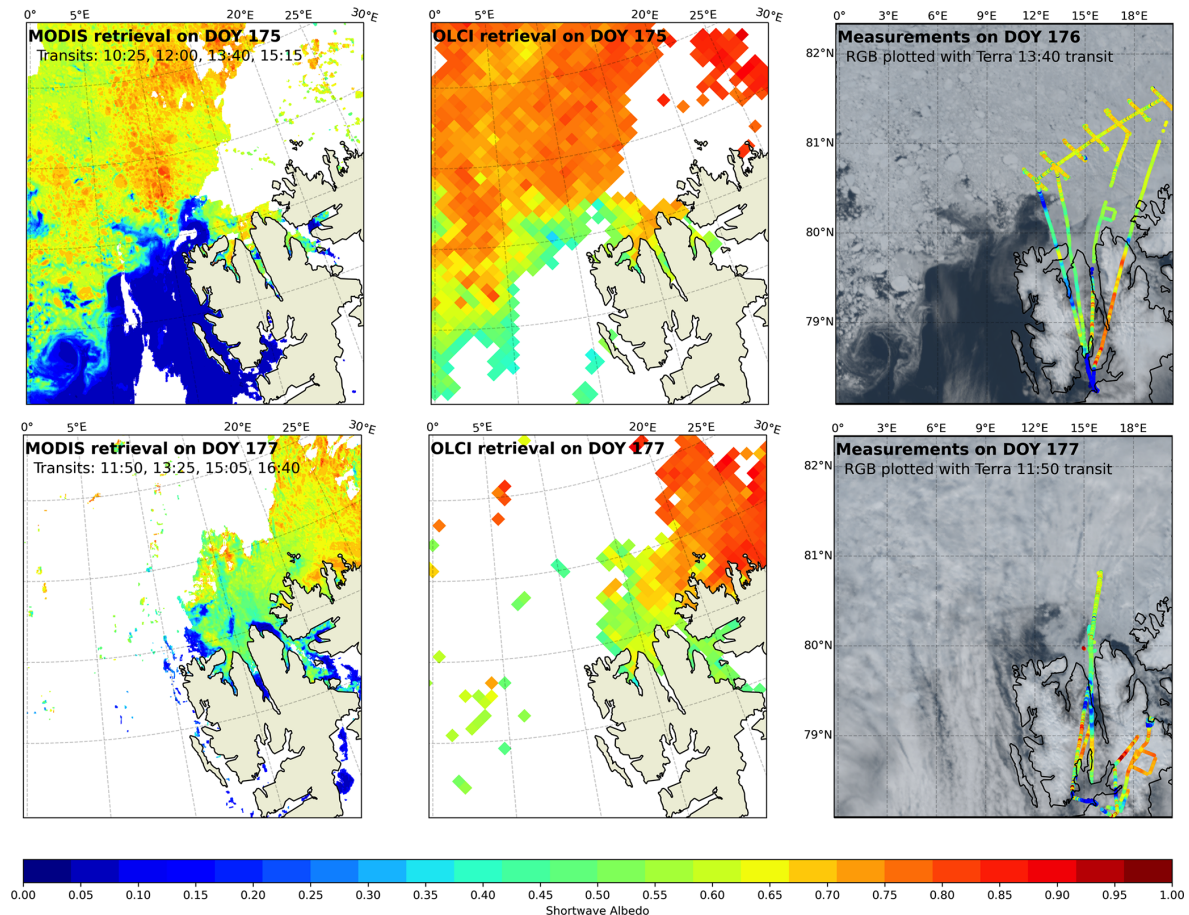 0° 5°E 20°E 25°E 30°E
MODIS retrieval on DOY 175
Transits: 10:25, 12:00, 13:40, 15:15
0° 5°E 20°E 25°E 30°E
OLCI retrieval on DOY 175
0° 3°E 6°E 9°E 12°E 15°E 18°E
Measurements on DOY 176
RGB plotted with Terra 13:40 transit
82°N
81°N
80°N
79°N
0° 5°E 20°E 25°E 30°E
MODIS retrieval on DOY 177
Transits: 11:50, 13:25, 15:05, 16:40
0° 5°E 20°E 25°E 30°E
OLCI retrieval on DOY 177
0° 3°E 6°E 9°E 12°E 15°E 18°E
Measurements on DOY 177
RGB plotted with Terra 11:50 transit
82°N
81°N
80°N
79°N
0.00 0.05 0.10 0.15 0.20 0.25 0.30 0.35 0.40 0.45 0.50 0.55 0.60 0.65 0.70 0.75 0.80 0.85 0.90 0.95 1.00
Shortwave Albedo